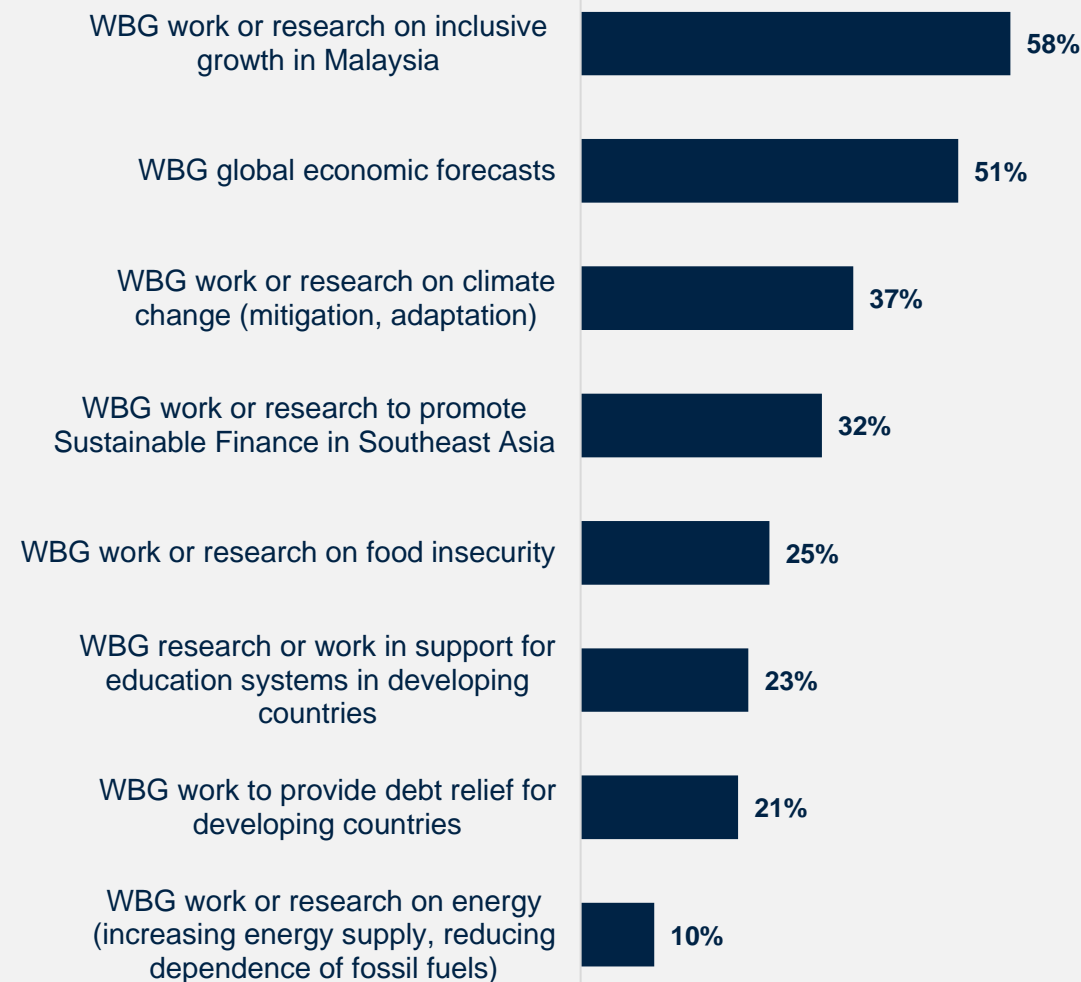 WBG work or research on inclusive
growth in Malaysia
58%
WBG global economic forecasts
51%
WBG work or research on climate
change (mitigation, adaptation)
37%
WBG work or research to promote
Sustainable Finance in Southeast Asia
32%
WBG work or research on food insecurity
25%
WBG research or work in support for
education systems in developing
countries
23%
WBG work to provide debt relief for
developing countries
21%
WBG work or research on energy
(increasing energy supply, reducing
dependence of fossil fuels)
10%